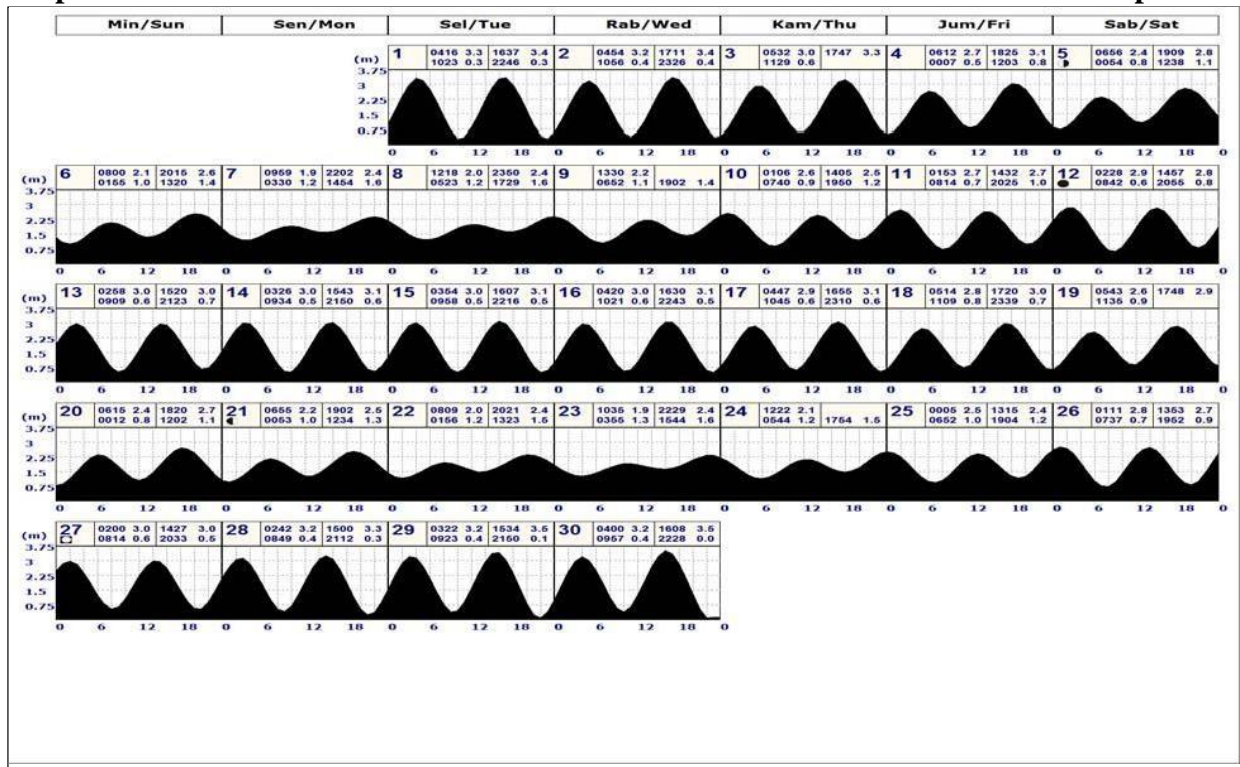 Min/Sun Sen/Mon Sel/Tue Rab/Wed Kam/Thu Jum/Fri Sab/Sat
1 0416 3.3 1637 3.4 2 0454 3.2 1711 3.4 3 0532 3.0 1747 3.3 4 0612 2.7 1825 3.1 5 0656 2.4 1909 2.8
(m) 1023 0.3 2246 0.3 1056 0.4 2326 0.4 1129 0.6 0007 0.5 1203 0.8 0054 0.8 1238 1.1
3.75
3
2.25
1.5
0.75
0 6 12 18 0 6 12 18 0 6 12 18 0 6 12 18 0 6 12 18 0
6 0800 2.1 2015 2.6 7 0959 1.9 2202 2.4 8 1218 2.0 2350 2.4 9 1330 2.2 10 0106 2.6 1405 2.5 11 0153 2.7 1432 2.7 12 0228 2.9 1457 2.8
(m) 0155 1.0 1320 1.4 0330 1.2 1454 1.6 0523 1.2 1729 1.6 0652 1.1 1902 1.4 0740 0.9 1950 1.2 0814 0.7 2025 1.0 0842 0.6 2055 0.8
3.75
3
2.25
1.5
0.75
0 6 12 18 0 6 12 18 0 6 12 18 0 6 12 18 0 6 12 18 0 6 12 18 0 6 12 18 0
13 0258 3.0 1520 3.0 14 0326 3.0 1543 3.1 15 0354 3.0 1607 3.1 16 0420 3.0 1630 3.1 17 0447 2.9 1655 3.1 18 0514 2.8 1720 3.0 19 0543 2.6 1748 2.9
(m) 0909 0.6 2123 0.7 0934 0.5 2150 0.6 0958 0.5 2216 0.5 1021 0.6 2243 0.5 1045 0.6 2310 0.6 1109 0.8 2339 0.7 1135 0.9
3.75
3
2.25
1.5
0.75
0 6 12 18 0 6 12 18 0 6 12 18 0 6 12 18 0 6 12 18 0 6 12 18 0 6 12 18 0
20 0615 2.4 1820 2.7 21 0655 2.2 1902 2.5 22 0809 2.0 2021 2.4 23 1035 1.9 2229 2.4 24 1222 2.1 25 0005 2.5 1315 2.4 26 0111 2.8 1353 2.7
(m) 0012 0.8 1202 1.1 0053 1.0 1234 1.3 0156 1.2 1323 1.5 0355 1.3 1544 1.6 0544 1.2 1754 1.5 0652 1.0 1904 1.2 0737 0.7 1952 0.9
3.75
3
2.25
1.5
0.75
0 6 12 18 0 6 12 18 0 6 12 18 0 6 12 18 0 6 12 18 0 6 12 18 0 6 12 18 0
27 0200 3.0 1427 3.0 28 0242 3.2 1500 3.3 29 0322 3.2 1534 3.5 30 0400 3.2 1608 3.5
(m) 0814 0.6 2033 0.5 0849 0.4 2112 0.3 0923 0.4 2150 0.1 0957 0.4 2228 0.0
3.75
3
2.25
1.5
0.75
0 6 12 18 0 6 12 18 0 6 12 18 0 6 12 18 0